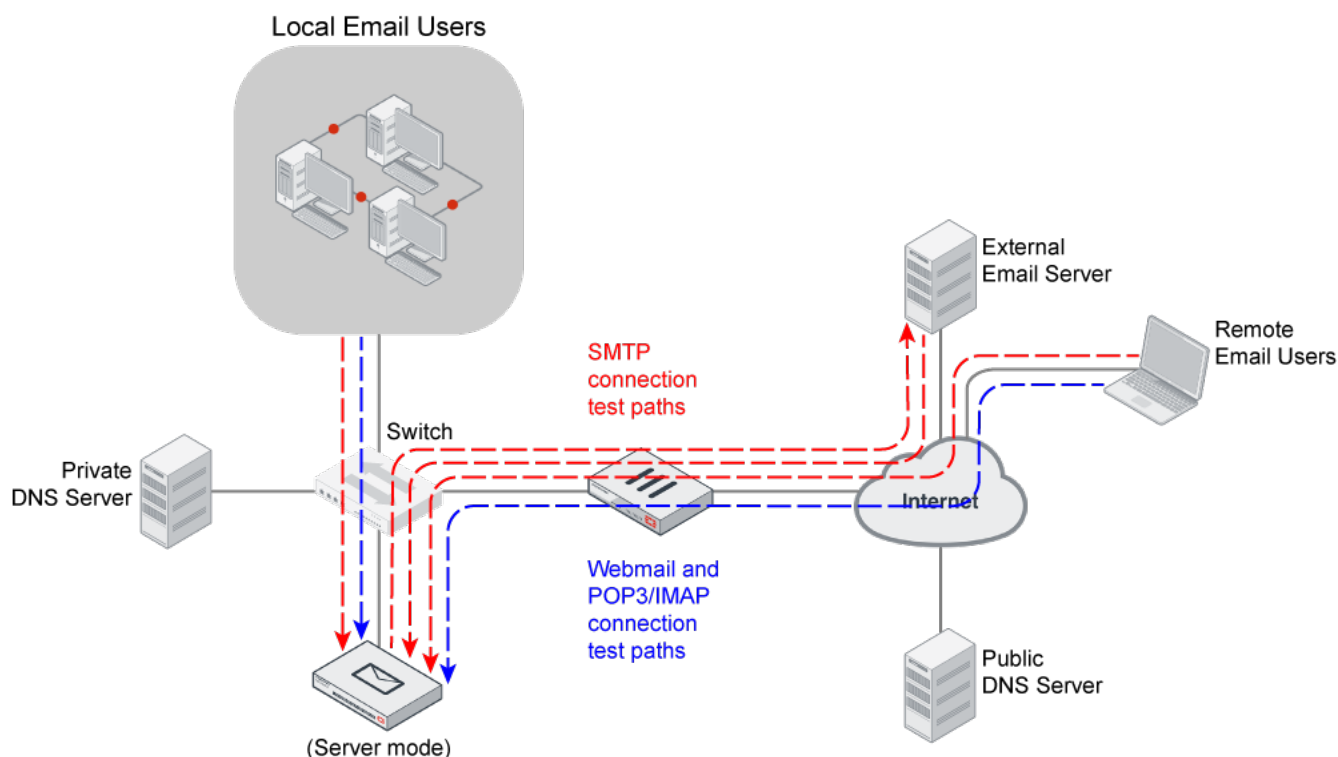 Local Email Users
External
Email Server
Remote
Email Users
SMTP
connection
test paths
Switch
Private
DNS Server
Internet
Webmail and
POP3/IMAP
connection
test paths
Public
DNS Server
(Server mode)